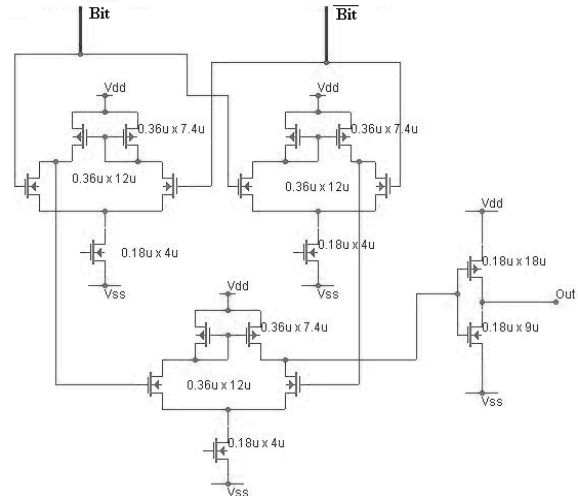 Bit
Bit
Vdd
Vdd
0.36u x 7.4u
0.36u x 7.4u
0.36u x 12u
0.36u x 12u
0.18u x 4u
0.18u x 4u
Vss
Vss
Vdd
Vdd
0.18u x 18u
Out
0.36u x 7.4u
0.18u x 9u
0.36u x 12u
Vss
0.18u x 4u
Vss